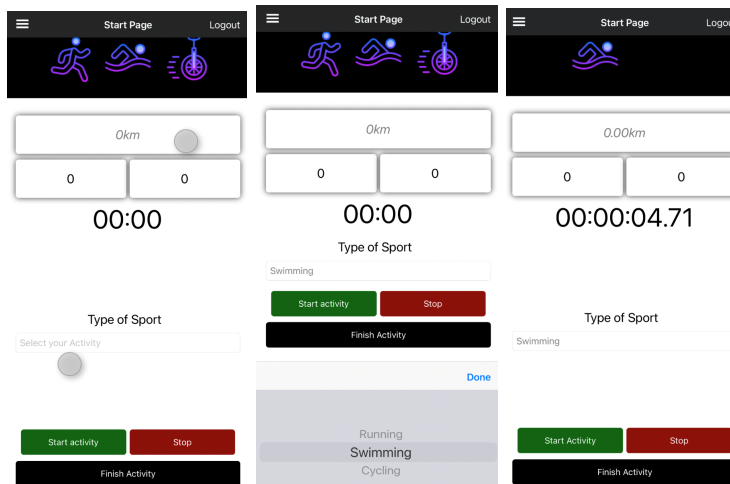 Start Page Logout
0km
0 0
00:00
Type of Sport
Select your Activity
Start activity Stop
Finish Activity
Start Page Logout
0km
0 0
00:00
Type of Sport
Swimming
Start activity Stop
Finish Activity
Done
Running
Swimming
Cycling
Start Page Logou
0.00km
0 0
00:00:04.71
Type of Sport
Swimming
Start Activity Stop
Finish Activity